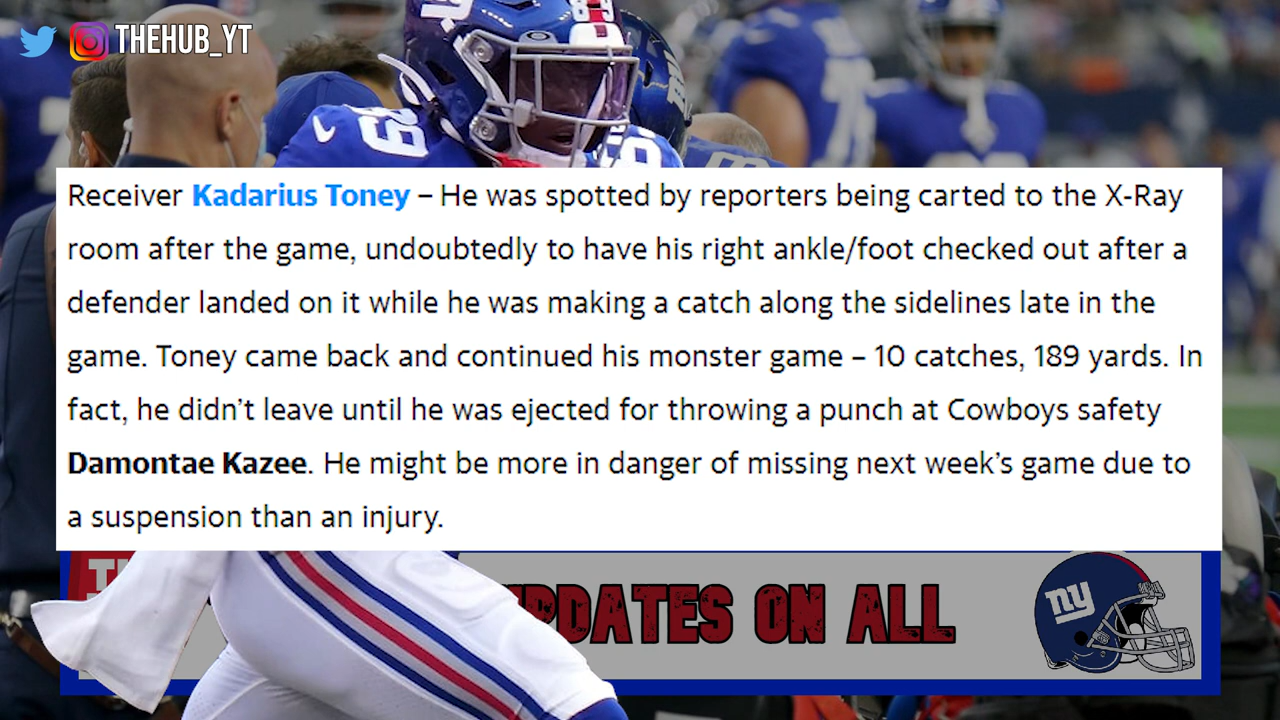 THEHUB_YT
89
89
Receiver Kadarius Toney – He was spotted by reporters being carted to the X-Ray
room after the game, undoubtedly to have his right ankle/foot checked out after a
defender landed on it while he was making a catch along the sidelines late in the
game. Toney came back and continued his monster game – 10 catches, 189 yards. In
fact, he didn’t leave until he was ejected for throwing a punch at Cowboys safety
Damontae Kazee. He might be more in danger of missing next week’s game due to
a suspension than an injury.
UPDATES ON ALL
ny